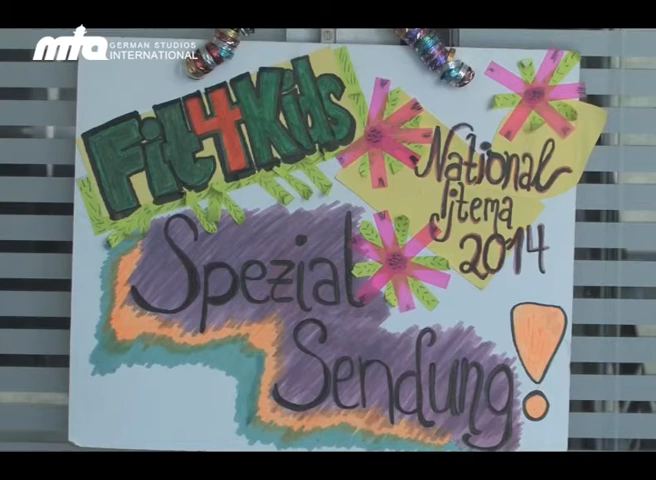 mta GERMAN STUDIOS
INTERNATIONAL
Fit4Kids
National
Ijtema
2014
Spezial
Sendung!